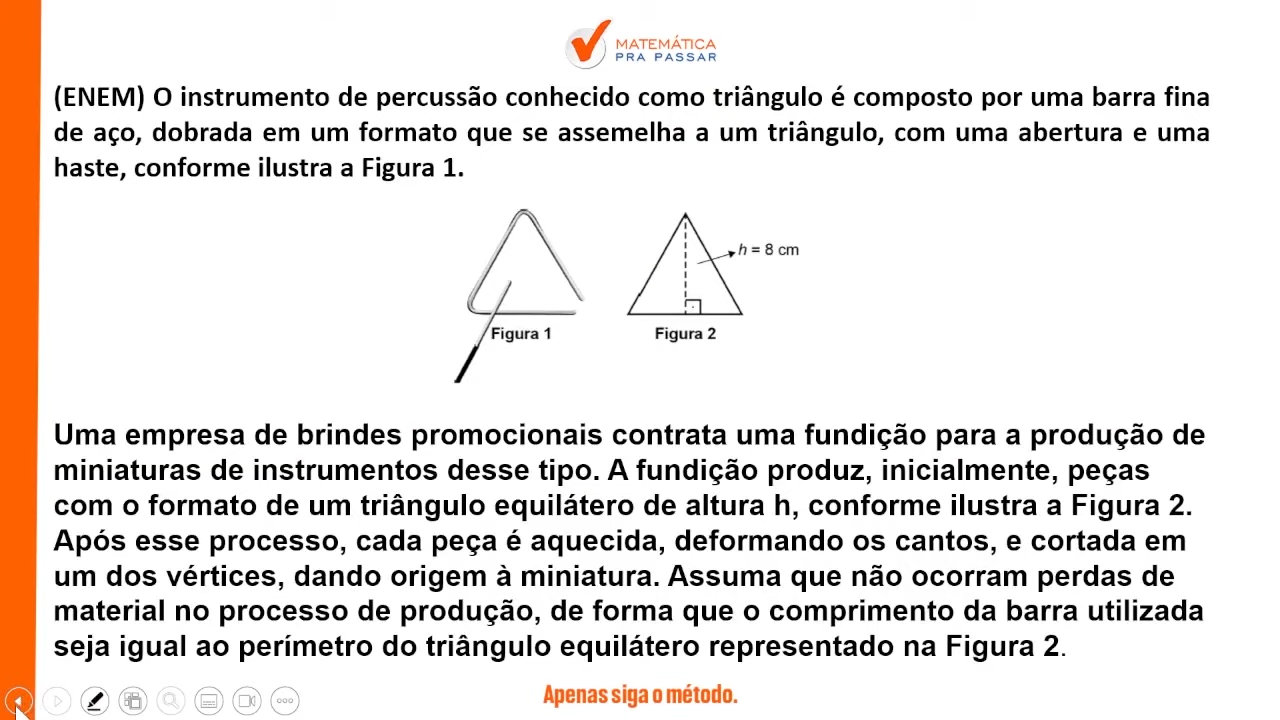 MATEMÁTICA
PRA PASSAR
(ENEM) O instrumento de percussão conhecido como triângulo é composto por uma barra fina
de aço, dobrada em um formato que se assemelha a um triângulo, com uma abertura e uma
haste, conforme ilustra a Figura 1.
h = 8 cm
Figura 1
Figura 2
Uma empresa de brindes promocionais contrata uma fundição para a produção de
miniaturas de instrumentos desse tipo. A fundição produz, inicialmente, peças
com o formato de um triângulo equilátero de altura h, conforme ilustra a Figura 2.
Após esse processo, cada peça é aquecida, deformando os cantos, e cortada em
um dos vértices, dando origem à miniatura. Assuma que não ocorram perdas de
material no processo de produção, de forma que o comprimento da barra utilizada
seja igual ao perímetro do triângulo equilátero representado na Figura 2.
Apenas siga o método.